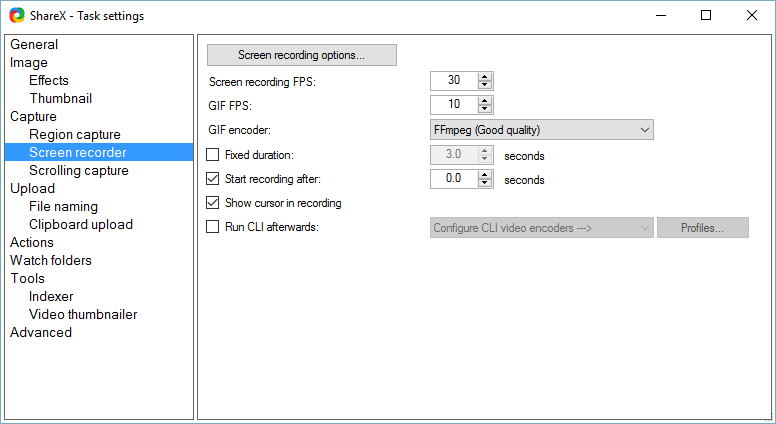 ShareX - Task settings
General
Image
Effects
Thumbnail
Capture
Region capture
Screen recorder
Scrolling capture
Upload
File naming
Clipboard upload
Actions
Watch folders
Tools
Indexer
Video thumbnailer
Advanced
Screen recording options...
Screen recording FPS: 30
GIF FPS: 10
GIF encoder: FFmpeg (Good quality)
Fixed duration: 3.0 seconds
Start recording after: 0.0 seconds
Show cursor in recording
Run CLI afterwards: Configure CLI video encoders ---> Profiles...